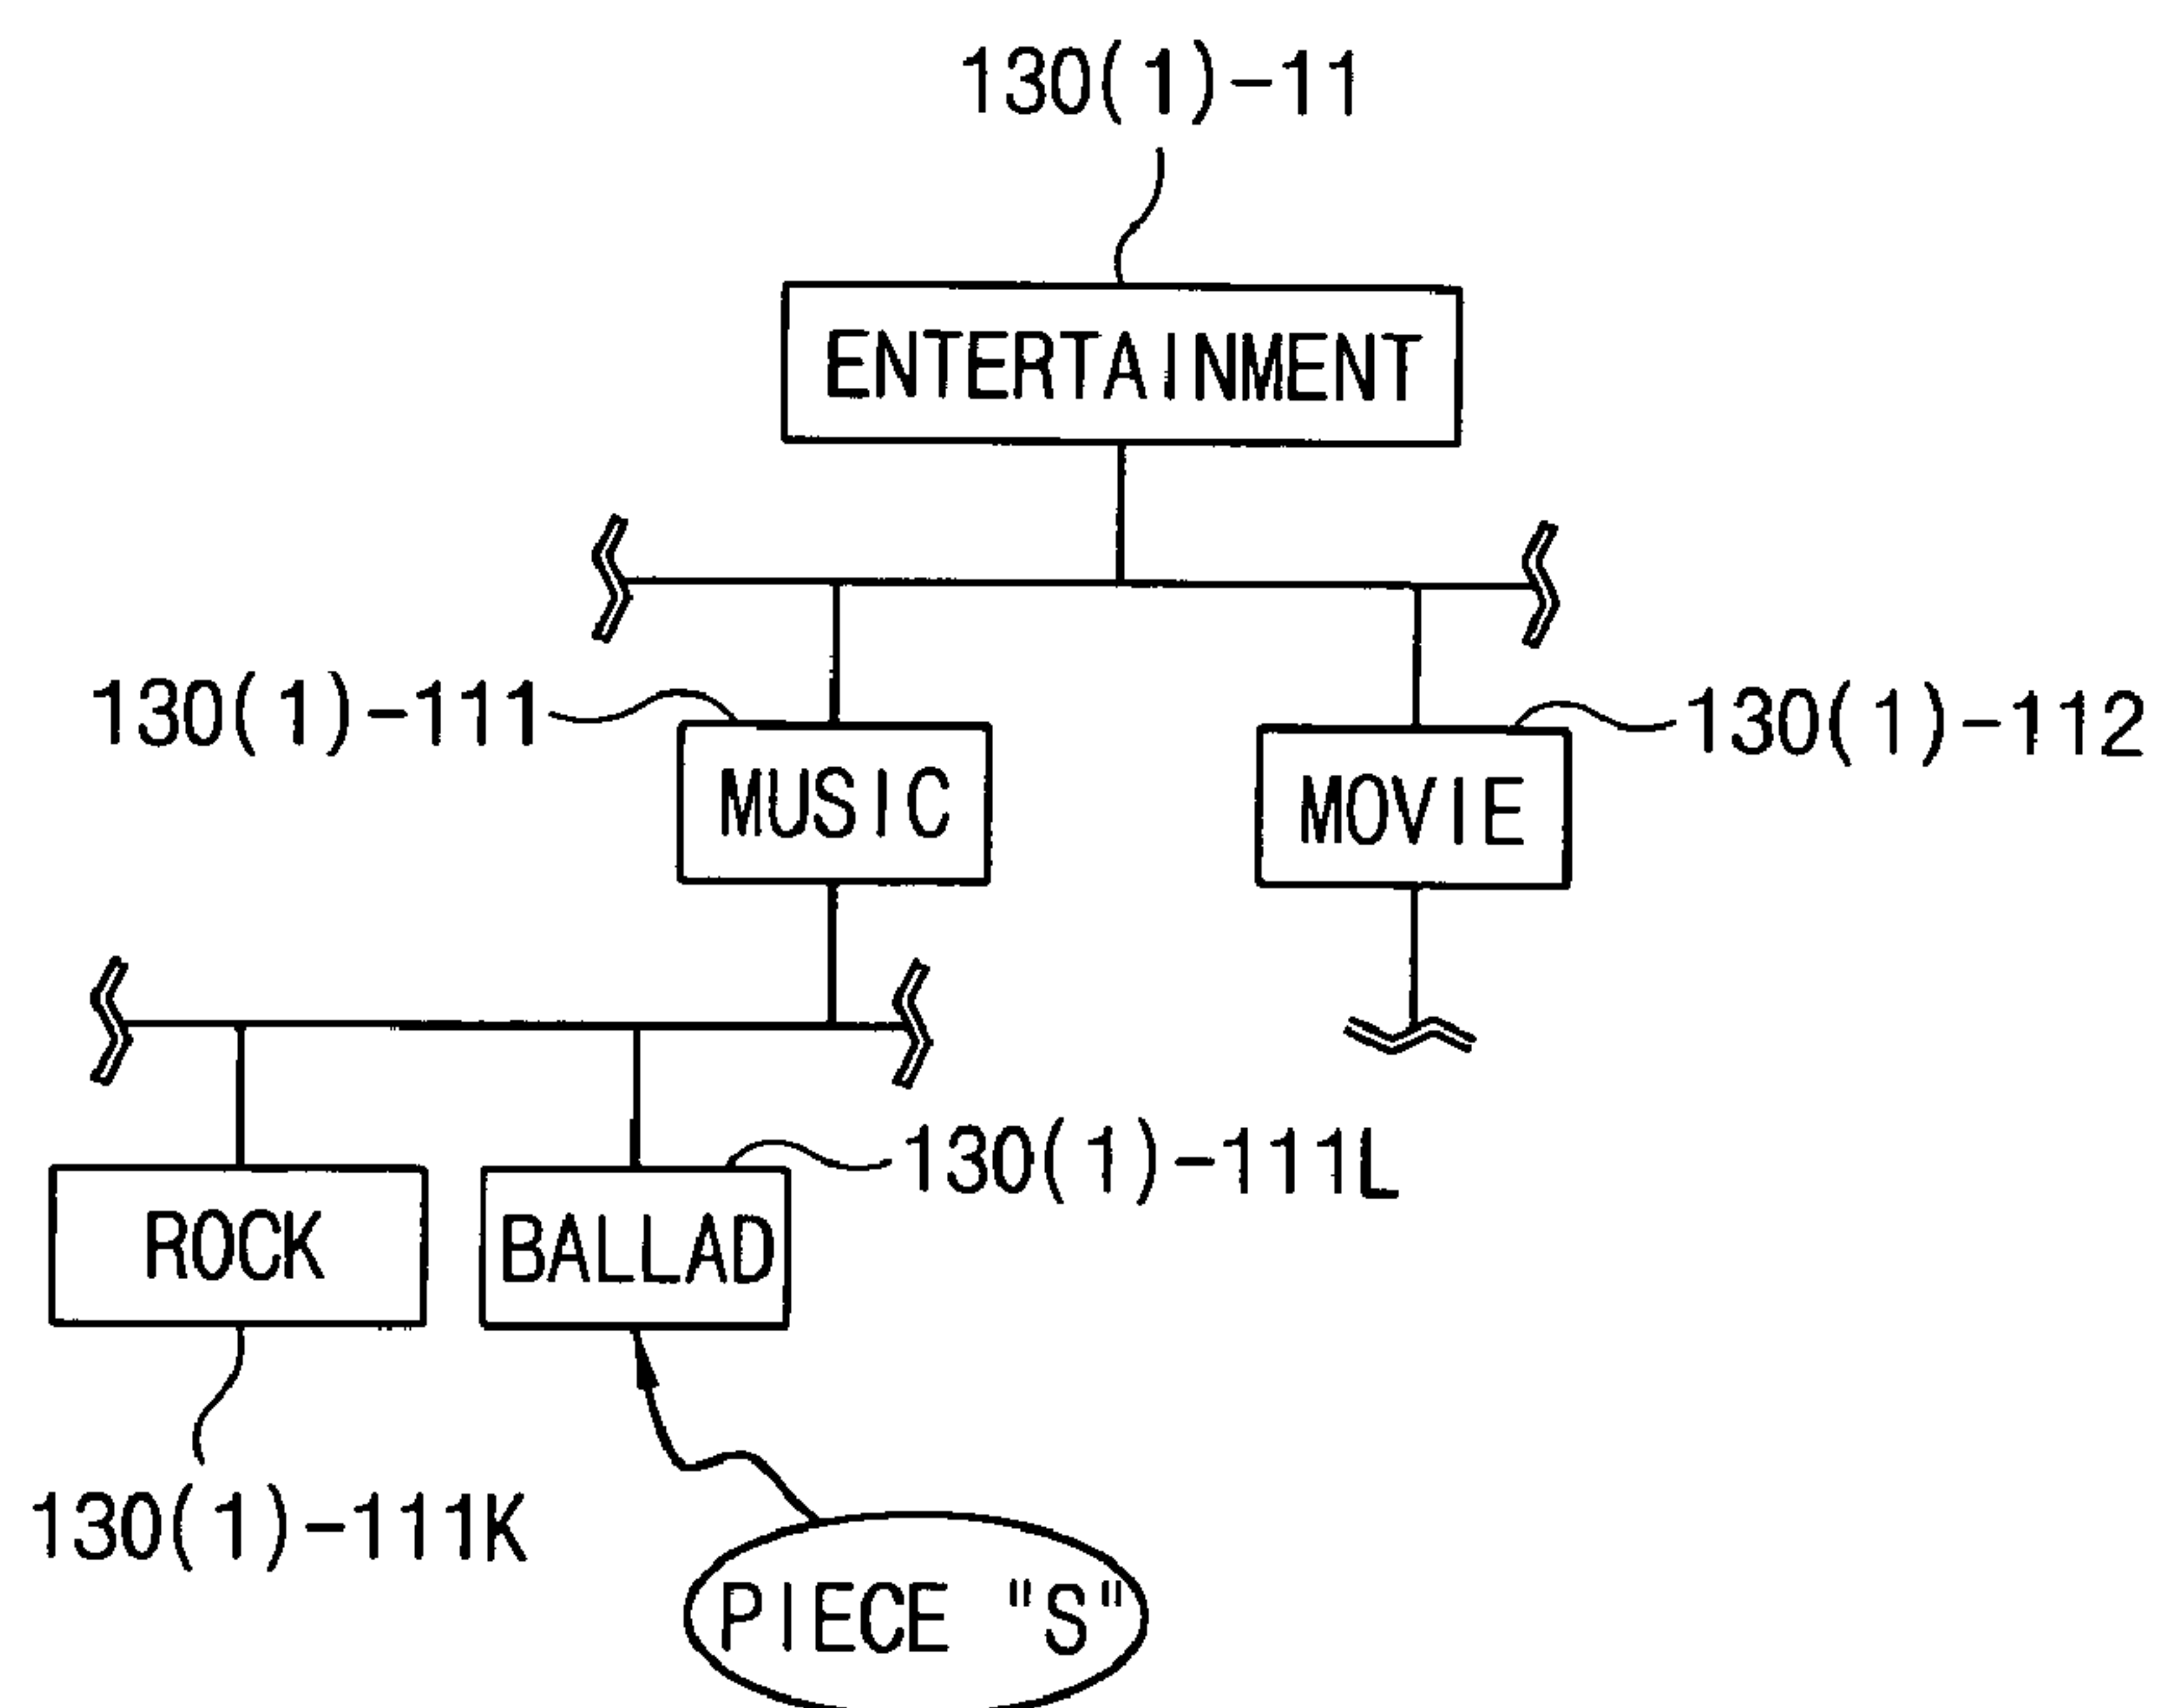 130(1)-11
ENTERTAINMENT
130(1)-111
130(1)-112
MUSIC
MOVIE
130(1)-111L
ROCK
BALLAD
130(1)-111K
PIECE "S"